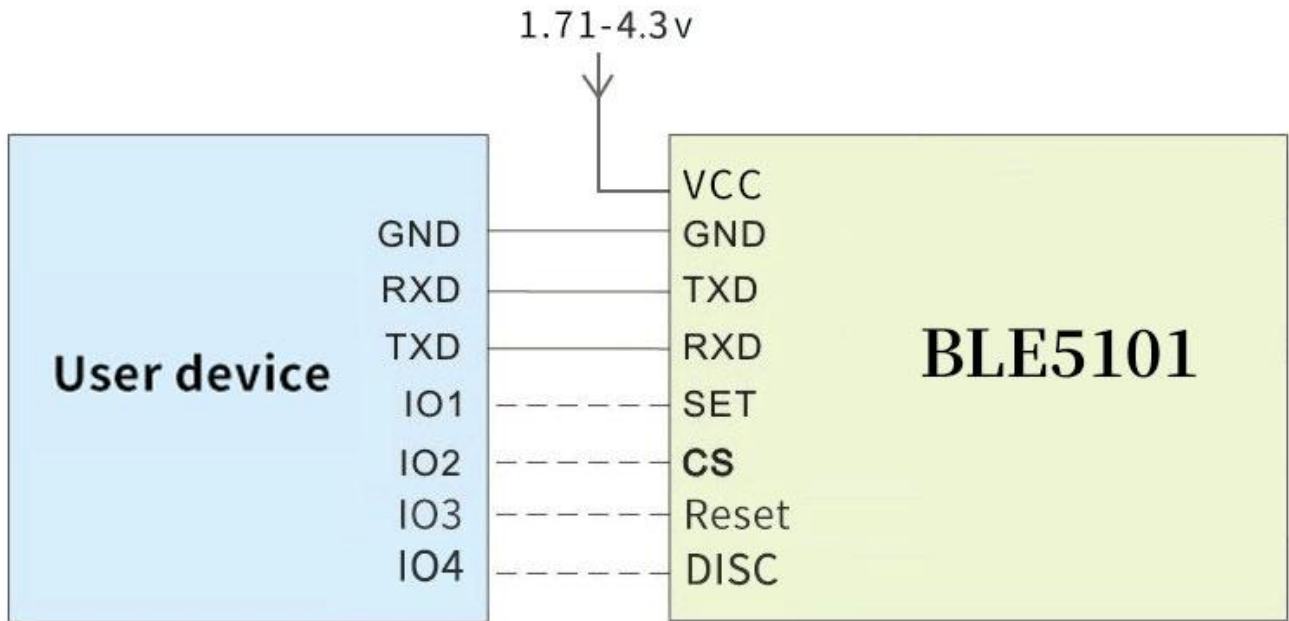 1.71-4.3v
VCC
GND GND
RXD TXD
TXD RXD
User device BLE5101
IO1 SET
IO2 CS
IO3 Reset
IO4 DISC